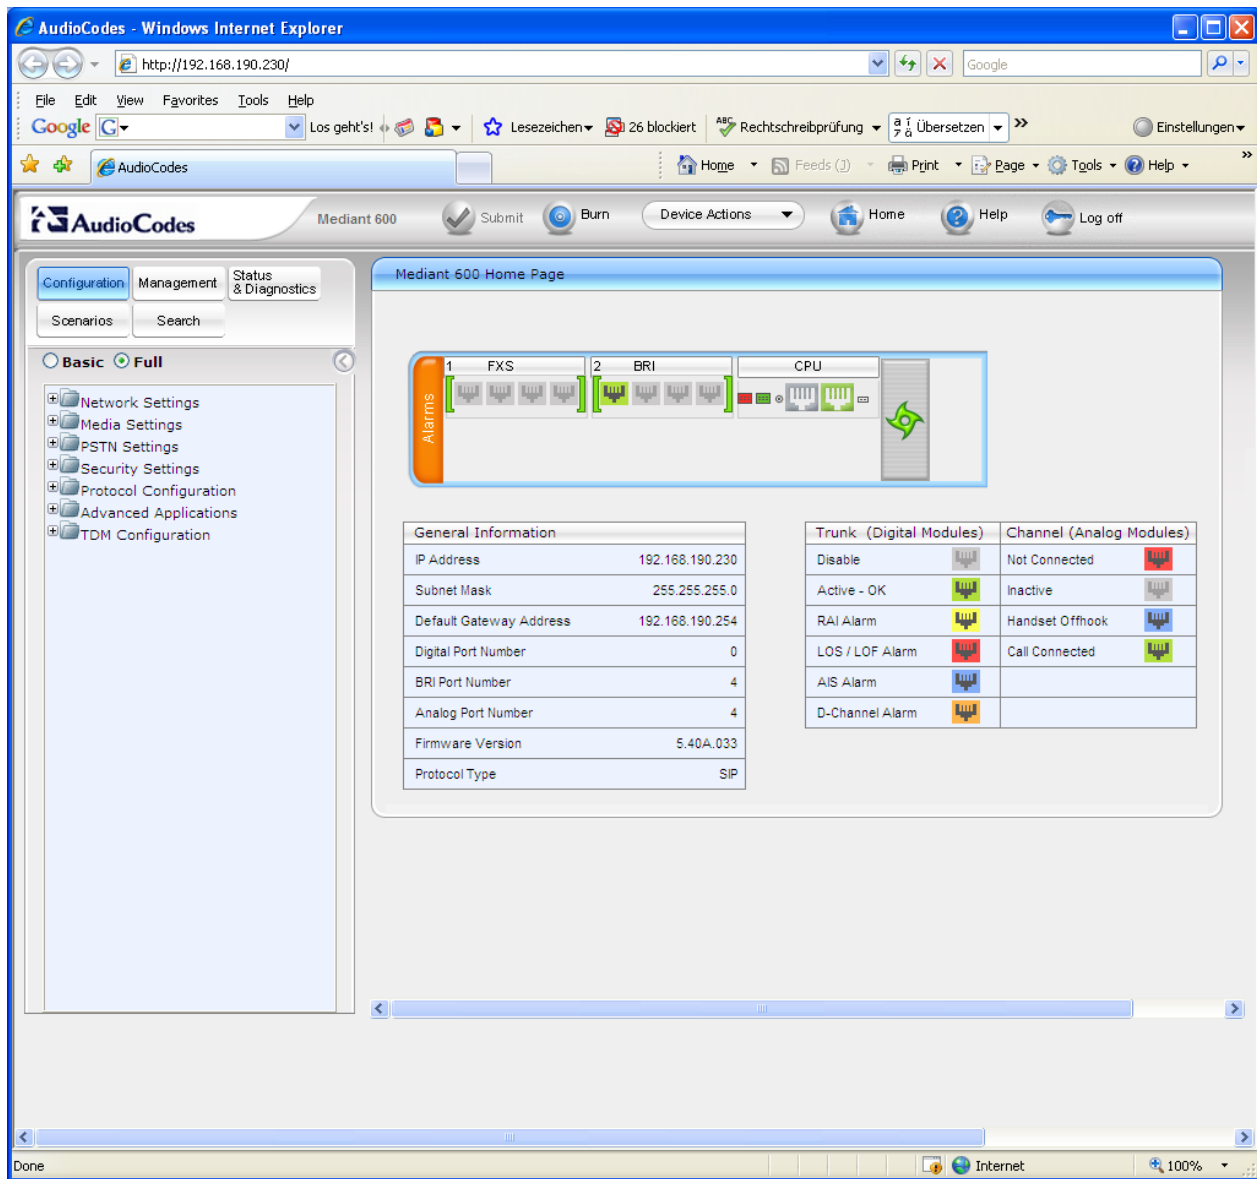 AudioCodes - Windows Internet Explorer
http://192.168.190.230/
Google
File Edit View Favorites Tools Help
Google G Los geht's! Lesezeichen 26 blockiert ABC Rechtschreibprüfung Übersetzen » Einstellungen
AudioCodes Home Feeds (J) Print Page Tools Help »
AudioCodes Mediant 600 Submit Burn Device Actions Home Help Log off
Configuration Management Status & Diagnostics
Scenarios Search
Basic Full
Network Settings
Media Settings
PSTN Settings
Security Settings
Protocol Configuration
Advanced Applications
TDM Configuration
Mediant 600 Home Page
Alarms
1 FXS 2 BRI CPU
General Information
IP Address 192.168.190.230
Subnet Mask 255.255.255.0
Default Gateway Address 192.168.190.254
Digital Port Number 0
BRI Port Number 4
Analog Port Number 4
Firmware Version 5.40A.033
Protocol Type SIP
Trunk (Digital Modules) Channel (Analog Modules)
Disable Not Connected
Active - OK Inactive
RAI Alarm Handset Offhook
LOS / LOF Alarm Call Connected
AIS Alarm
D-Channel Alarm
Done Internet 100%